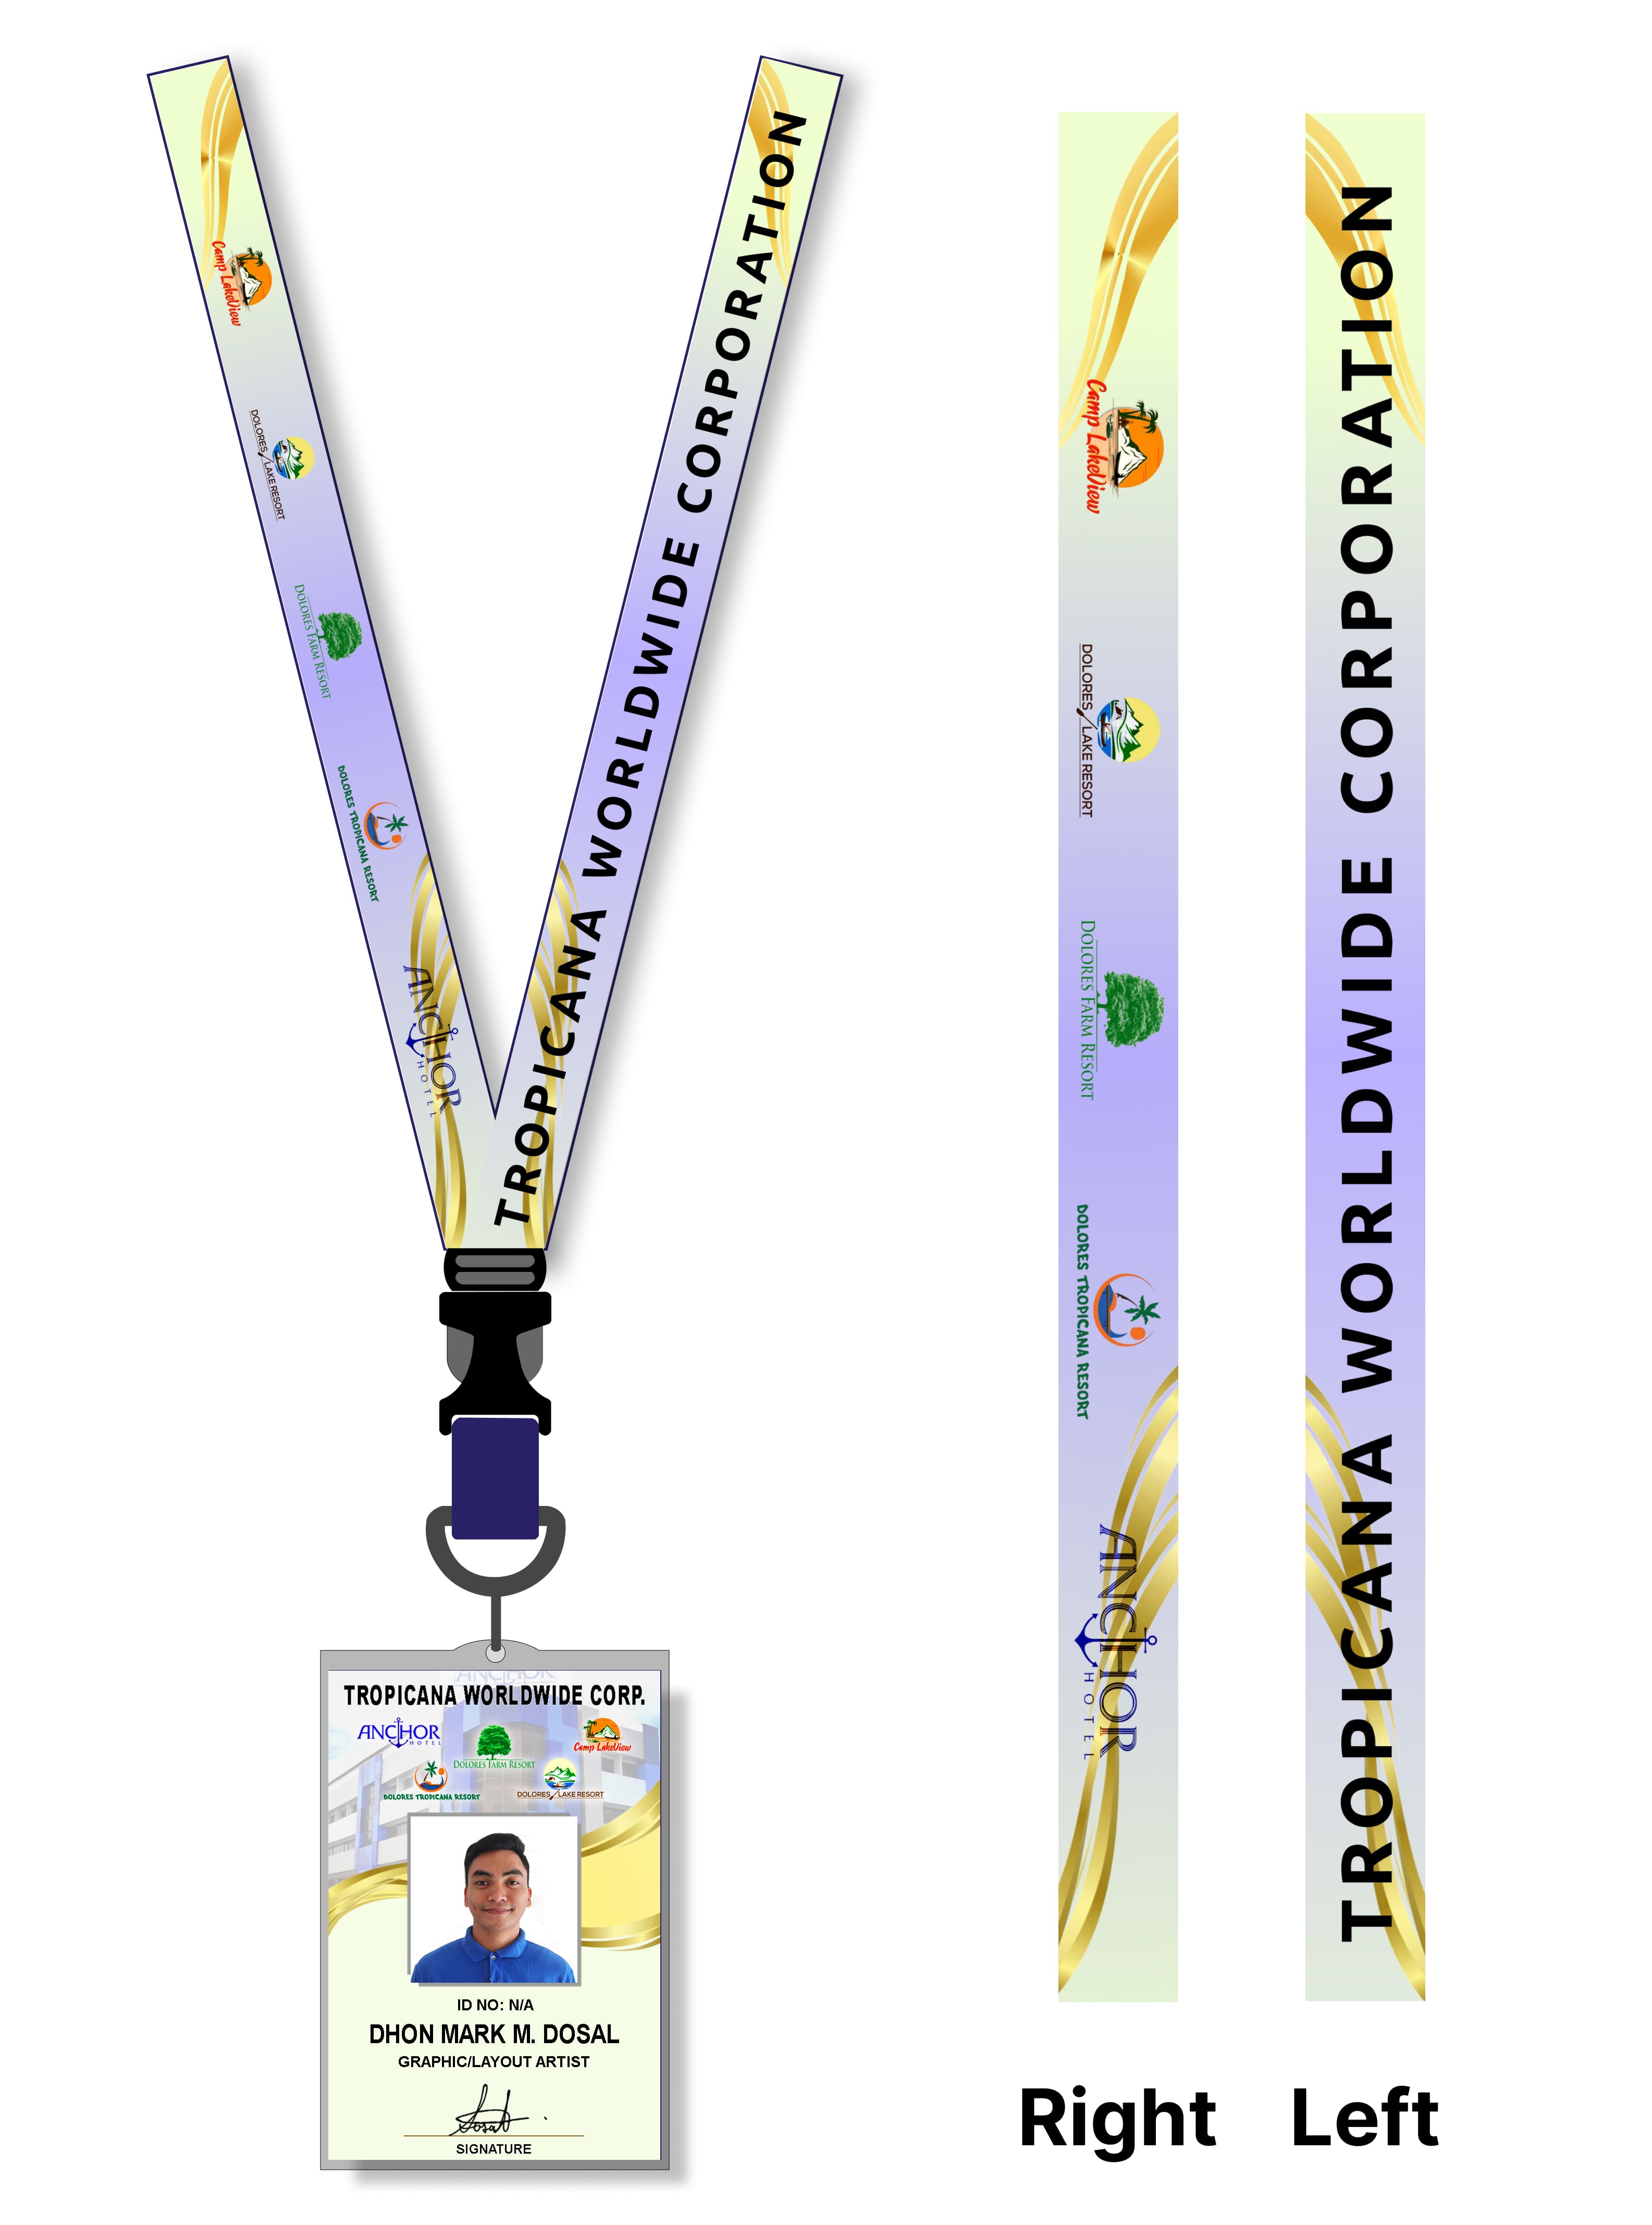 Camp LakeView
DOLORES LAKE RESORT
DOLORES FARM RESORT
DOLORES TROPICANA RESORT
ANCHOR
HOTEL
TROPICANA WORLDWIDE CORPORATION
ANCHOR
TROPICANA WORLDWIDE CORP.
ANCHOR
HOTEL
DOLORES FARM RESORT
Camp LakeView
DOLORES TROPICANA RESORT
DOLORES LAKE RESORT
ID NO: N/A
DHON MARK M. DOSAL
GRAPHIC/LAYOUT ARTIST
Dosal
SIGNATURE
Camp LakeView
DOLORES LAKE RESORT
DOLORES FARM RESORT
DOLORES TROPICANA RESORT
ANCHOR
HOTEL
Right
TROPICANA WORLDWIDE CORPORATION
Left